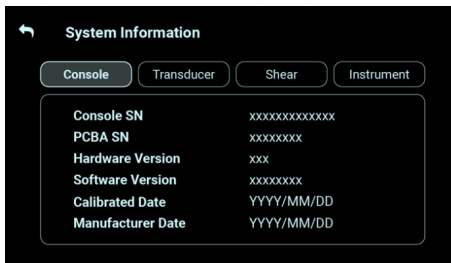 System Information
Console Transducer Shear Instrument
Console SN xxxxxxxxxxxxx
PCBA SN xxxxxxxx
Hardware Version xxx
Software Version xxxxxxxx
Calibrated Date YYYY/MM/DD
Manufacturer Date YYYY/MM/DD